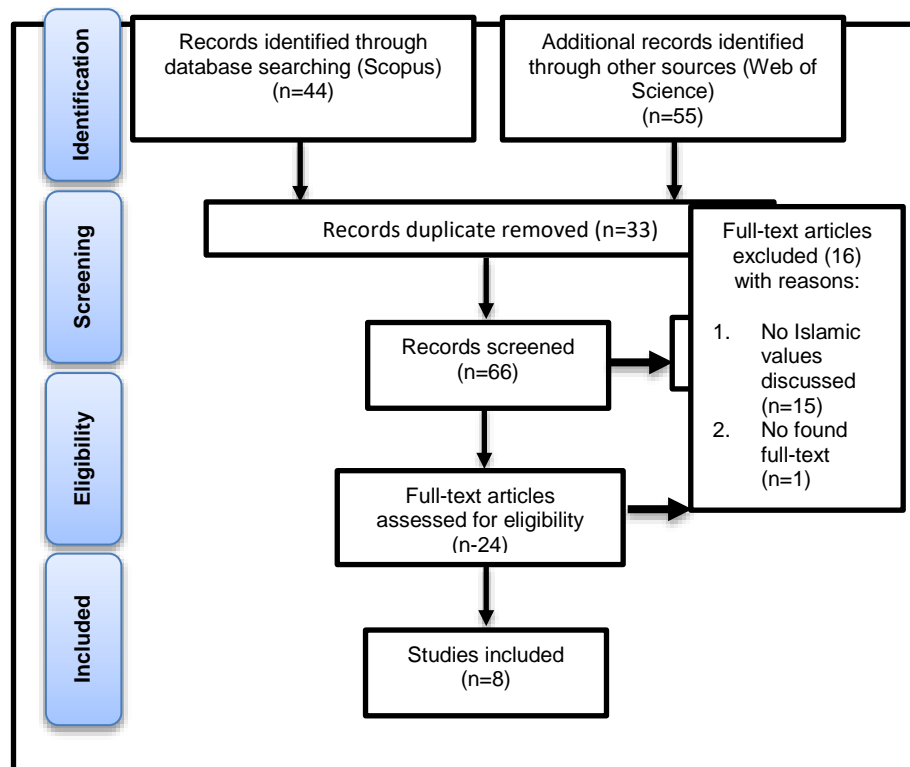 Identification
Records identified through
database searching (Scopus)
(n=44)
Additional records identified
through other sources (Web of
Science)
(n=55)
Screening
Records duplicate removed (n=33)
Records screened
(n=66)
Full-text articles
excluded (16)
with reasons:
1. No Islamic
values
discussed
(n=15)
2. No found
full-text
(n=1)
Eligibility
Full-text articles
assessed for eligibility
(n-24)
Included
Studies included
(n=8)